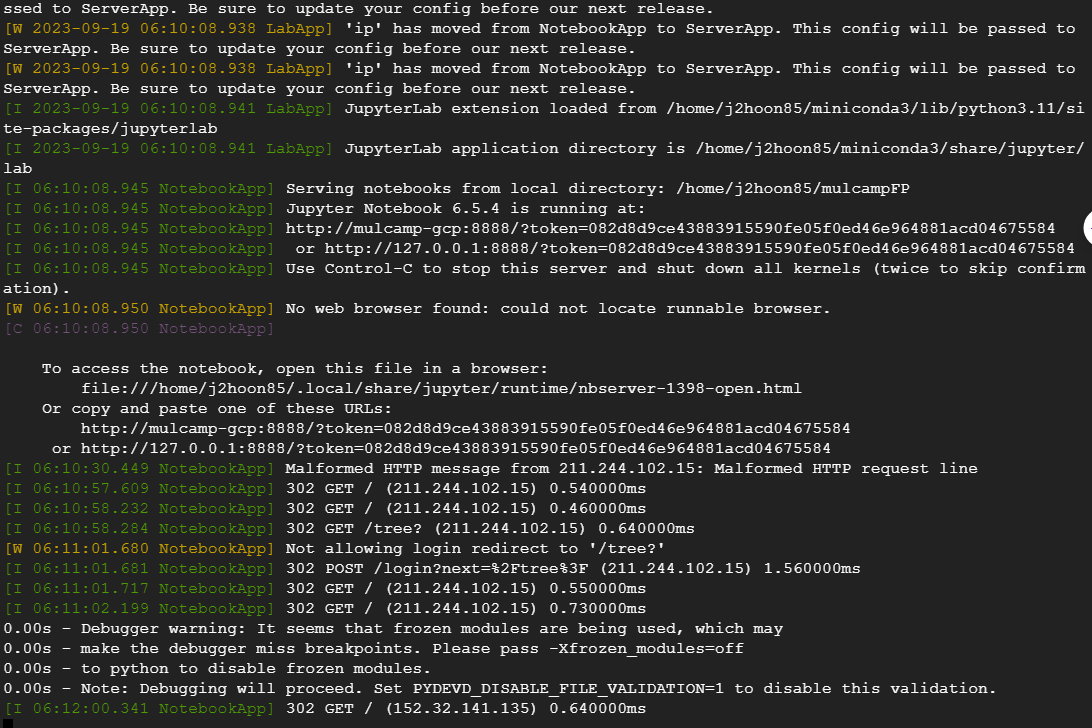 ssed to ServerApp. Be sure to update your config before our next release.
[W 2023-09-19 06:10:08.938 LabApp] 'ip' has moved from NotebookApp to ServerApp. This config will be passed to
ServerApp. Be sure to update your config before our next release.
[W 2023-09-19 06:10:08.938 LabApp] 'ip' has moved from NotebookApp to ServerApp. This config will be passed to
ServerApp. Be sure to update your config before our next release.
[I 2023-09-19 06:10:08.941 LabApp] JupyterLab extension loaded from /home/j2hoon85/miniconda3/lib/python3.11/si
te-packages/jupyterlab
[I 2023-09-19 06:10:08.941 LabApp] JupyterLab application directory is /home/j2hoon85/miniconda3/share/jupyter/
lab
[I 06:10:08.945 NotebookApp] Serving notebooks from local directory: /home/j2hoon85/mulcampFP
[I 06:10:08.945 NotebookApp] Jupyter Notebook 6.5.4 is running at:
[I 06:10:08.945 NotebookApp] http://mulcamp-gcp:8888/?token=082d8d9ce43883915590fe05f0ed46e964881acd04675584
[I 06:10:08.945 NotebookApp]  or http://127.0.0.1:8888/?token=082d8d9ce43883915590fe05f0ed46e964881acd04675584
[I 06:10:08.945 NotebookApp] Use Control-C to stop this server and shut down all kernels (twice to skip confirm
ation).
[W 06:10:08.950 NotebookApp] No web browser found: could not locate runnable browser.
[C 06:10:08.950 NotebookApp]
To access the notebook, open this file in a browser:
file:///home/j2hoon85/.local/share/jupyter/runtime/nbserver-1398-open.html
Or copy and paste one of these URLs:
http://mulcamp-gcp:8888/?token=082d8d9ce43883915590fe05f0ed46e964881acd04675584
or http://127.0.0.1:8888/?token=082d8d9ce43883915590fe05f0ed46e964881acd04675584
[I 06:10:30.449 NotebookApp] Malformed HTTP message from 211.244.102.15: Malformed HTTP request line
[I 06:10:57.609 NotebookApp] 302 GET / (211.244.102.15) 0.540000ms
[I 06:10:58.232 NotebookApp] 302 GET / (211.244.102.15) 0.460000ms
[I 06:10:58.284 NotebookApp] 302 GET /tree? (211.244.102.15) 0.640000ms
[W 06:11:01.680 NotebookApp] Not allowing login redirect to '/tree?'
[I 06:11:01.681 NotebookApp] 302 POST /login?next=%2Ftree%3F (211.244.102.15) 1.560000ms
[I 06:11:01.717 NotebookApp] 302 GET / (211.244.102.15) 0.550000ms
[I 06:11:02.199 NotebookApp] 302 GET / (211.244.102.15) 0.730000ms
0.00s - Debugger warning: It seems that frozen modules are being used, which may
0.00s - make the debugger miss breakpoints. Please pass -Xfrozen_modules=off
0.00s - to python to disable frozen modules.
0.00s - Note: Debugging will proceed. Set PYDEVD_DISABLE_FILE_VALIDATION=1 to disable this validation.
[I 06:12:00.341 NotebookApp] 302 GET / (152.32.141.135) 0.640000ms